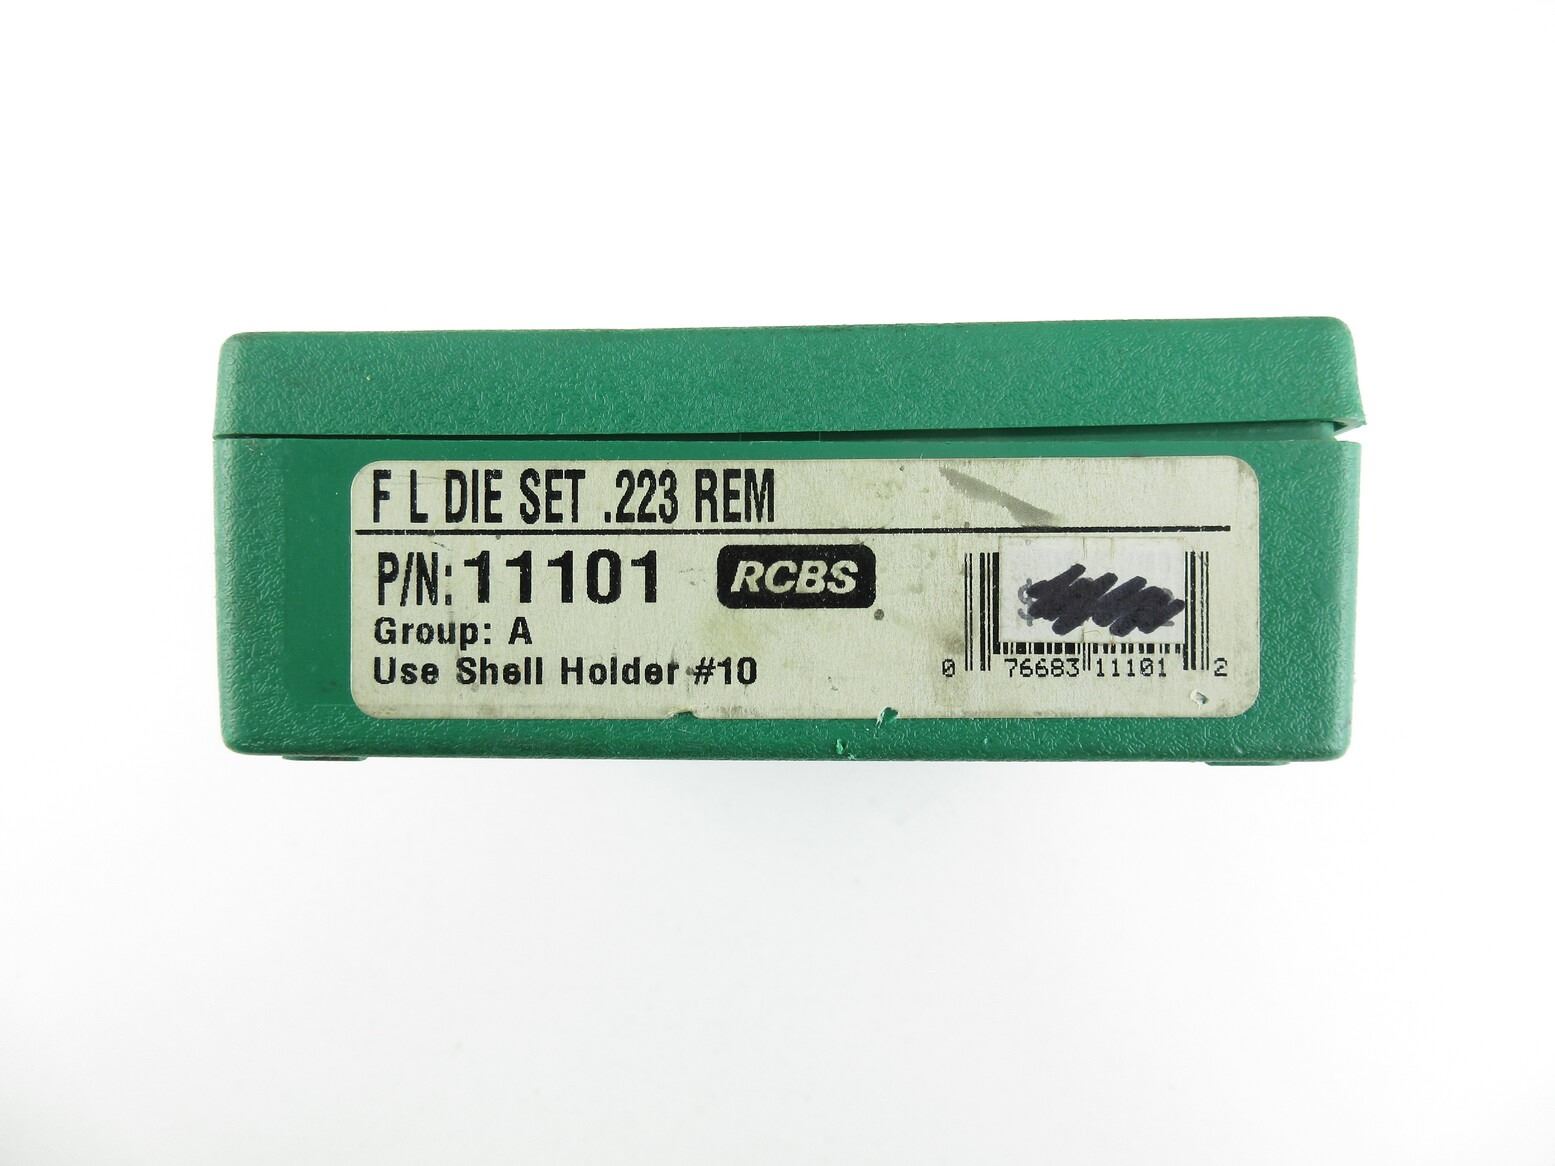 F L DIE SET .223 REM
P/N: 11101
RCBS
Group: A
Use Shell Holder #10
0 76683 11101 2